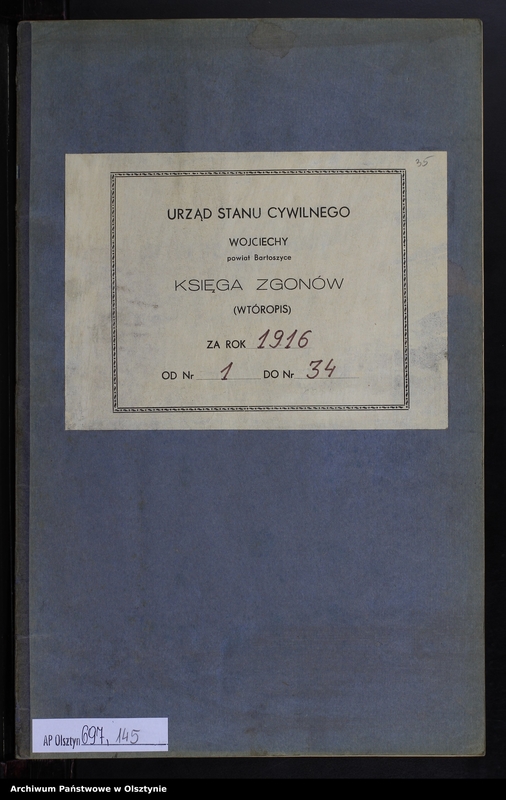 35
URZĄD STANU CYWILNEGO
WOJCIECHY
powiat Bartoszyce
KSIĘGA ZGONÓW
(WTÓROPIS)
ZA ROK 1916
OD Nr 1 DO Nr 34
AP Olsztyn 697, 145
Archiwum Państwowe w Olsztynie